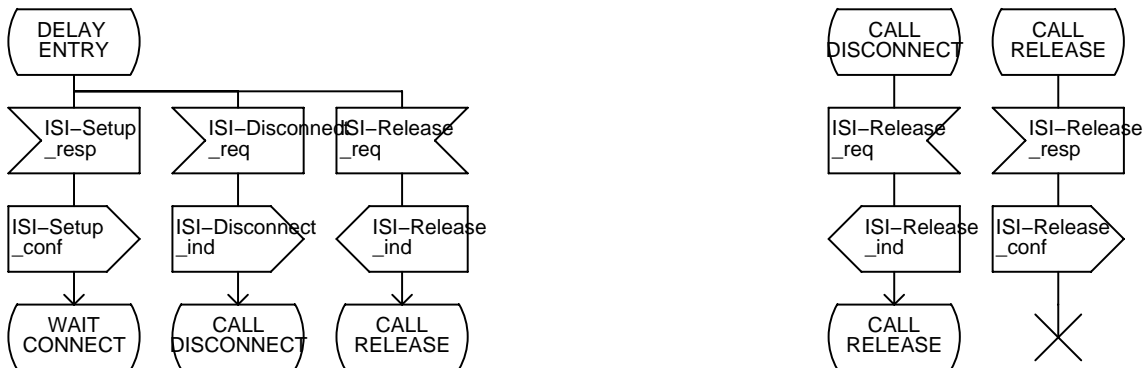 DELAY
ENTRY
CALL
DISCONNECT
CALL
RELEASE
ISI−Setup
_resp
ISI−Disconnect
_req
ISI−Release
_req
ISI−Release
_req
ISI−Release
_resp
ISI−Setup
_conf
ISI−Disconnect
_ind
ISI−Release
_ind
ISI−Release
_ind
ISI−Release
_conf
WAIT
CONNECT
CALL
DISCONNECT
CALL
RELEASE
CALL
RELEASE